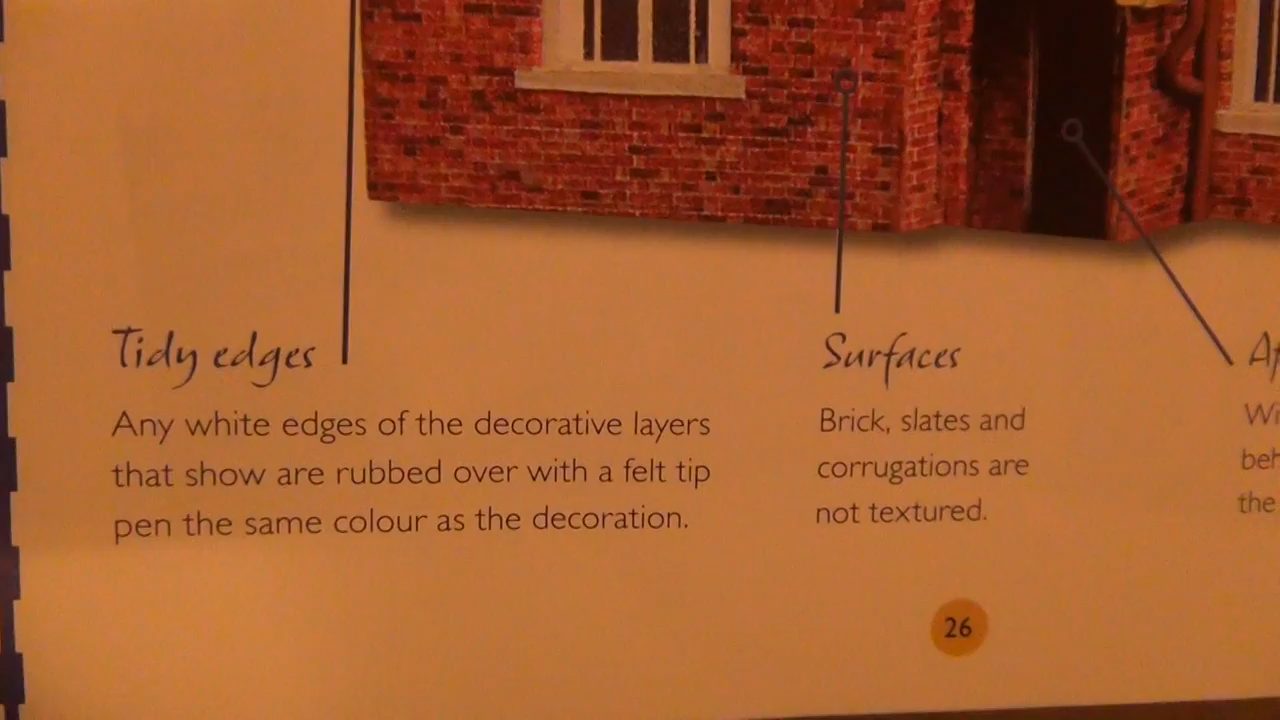 Tidy edges
Any white edges of the decorative layers
that show are rubbed over with a felt tip
pen the same colour as the decoration.
Surfaces
Brick, slates and
corrugations are
not textured.
the
26